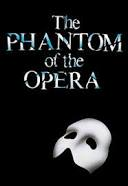 The
PHANTOM
of the
OPERA